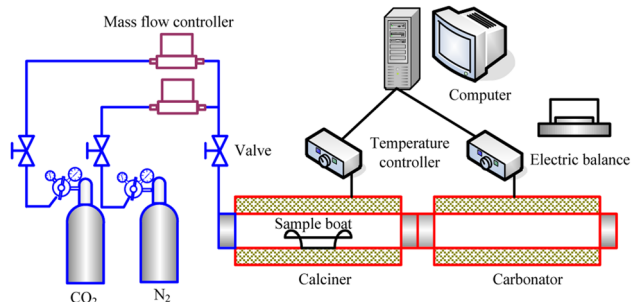 Mass flow controller
Computer
Valve
Temperature
controller
Electric balance
Sample boat
Calciner
Carbonator
CO2
N2